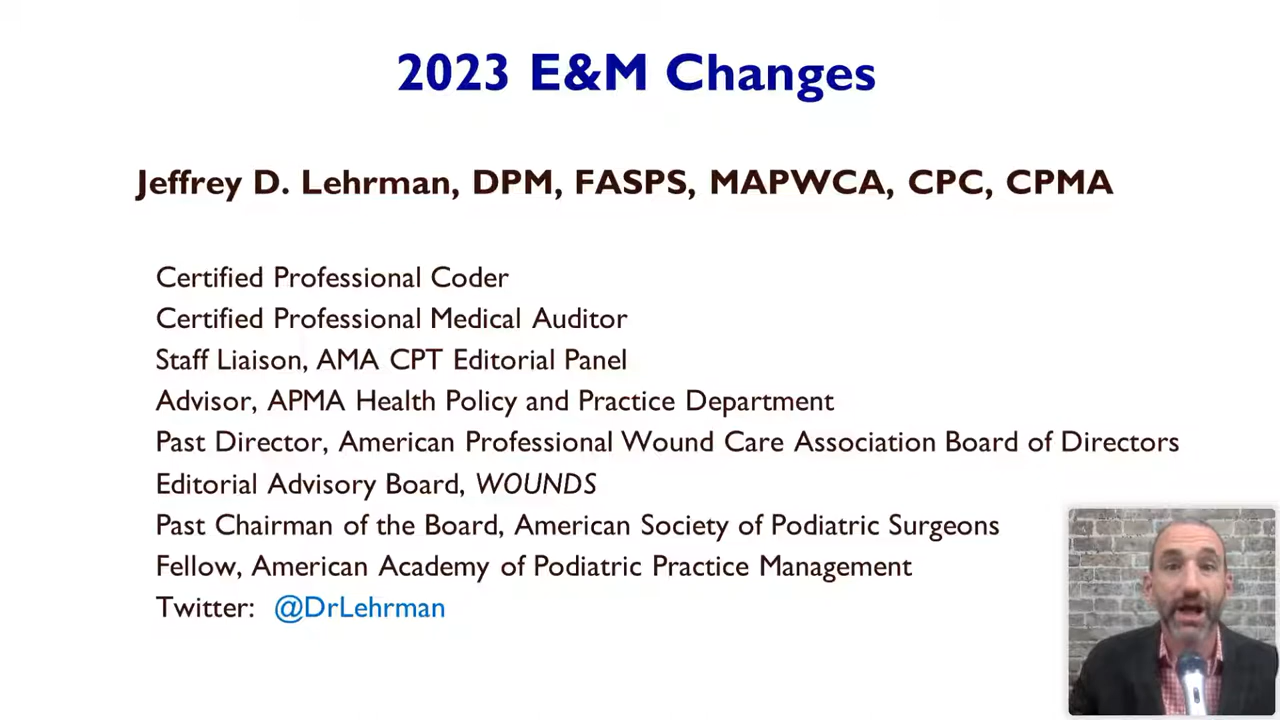 2023 E&M Changes
Jeffrey D. Lehrman, DPM, FASPS, MAPWCA, CPC, CPMA
Certified Professional Coder
Certified Professional Medical Auditor
Staff Liaison, AMA CPT Editorial Panel
Advisor, APMA Health Policy and Practice Department
Past Director, American Professional Wound Care Association Board of Directors
Editorial Advisory Board, WOUNDS
Past Chairman of the Board, American Society of Podiatric Surgeons
Fellow, American Academy of Podiatric Practice Management
Twitter: @DrLehrman